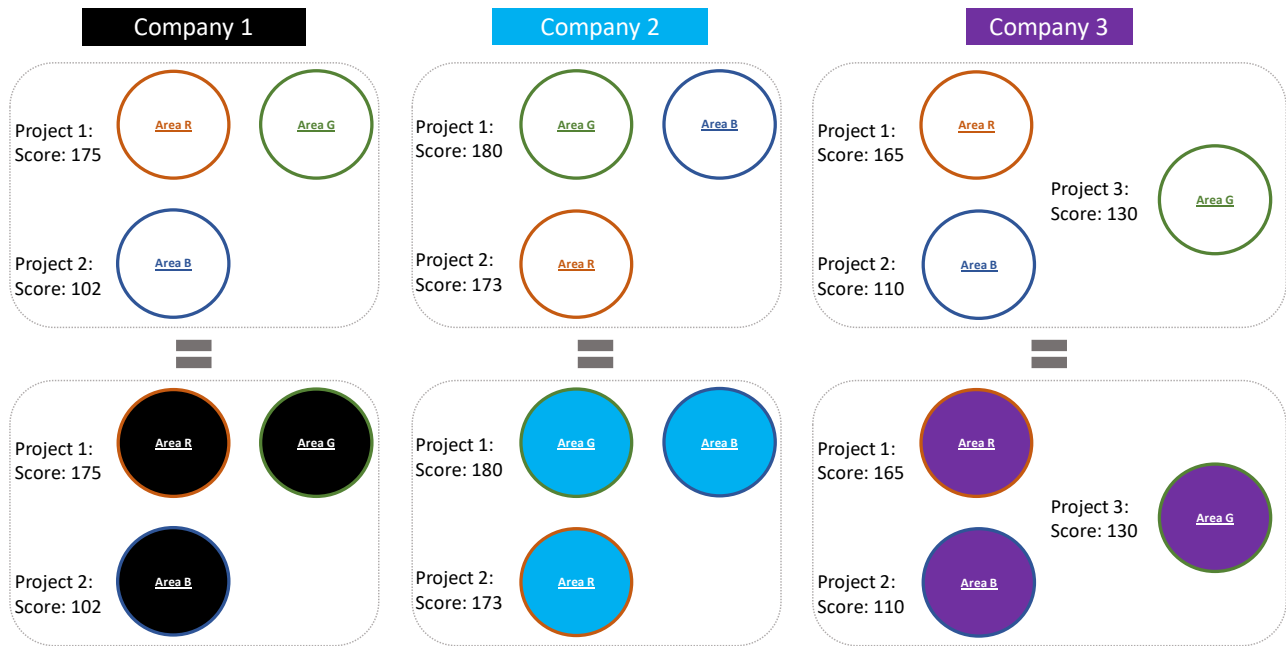 Company 1
Company 2
Company 3
Project 1:
Score: 175
Area R
Area G
Project 2:
Score: 102
Area B
Project 1:
Score: 180
Area G
Area B
Project 2:
Score: 173
Area R
Project 1:
Score: 165
Area R
Project 3:
Score: 130
Area G
Project 2:
Score: 110
Area B
Project 1:
Score: 175
Area R
Area G
Project 2:
Score: 102
Area B
Project 1:
Score: 180
Area G
Area B
Project 2:
Score: 173
Area R
Project 1:
Score: 165
Area R
Project 3:
Score: 130
Area G
Project 2:
Score: 110
Area B